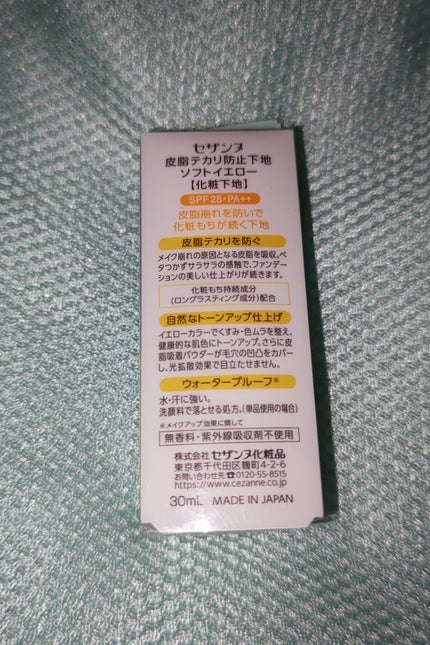 セザンヌ
皮脂テカリ防止下地
ソフトイエロー
【化粧下地】
SPF28・PA++
皮脂崩れを防いで
化粧もちが続く下地
皮脂テカリを防ぐ
メイク崩れの原因となる皮脂を吸収。ベ
タつかずサラサラの感触で、ファンデー
ションの美しい仕上がりが続きます。
化粧もち持続成分
(ロングラスティング成分)配合
自然なトーンアップ仕上げ
イエローカラーでくすみ・色ムラを整え、
健康的な肌色にトーンアップ。さらに皮
脂吸着パウダーが毛穴の凹凸をカバー
し、光拡散効果で目立たせません。
ウォータープルーフ※
水・汗に強い。
洗顔料で落とせる処方。(単品使用の場合)
※メイクアップ効果に関して
無香料・紫外線吸収剤不使用
株式会社 セザンヌ化粧品
東京都千代田区麹町4-2-6
お問い合わせ先 ☎0120-55-8515
https://www.cezanne.co.jp
30mL MADE IN JAPAN